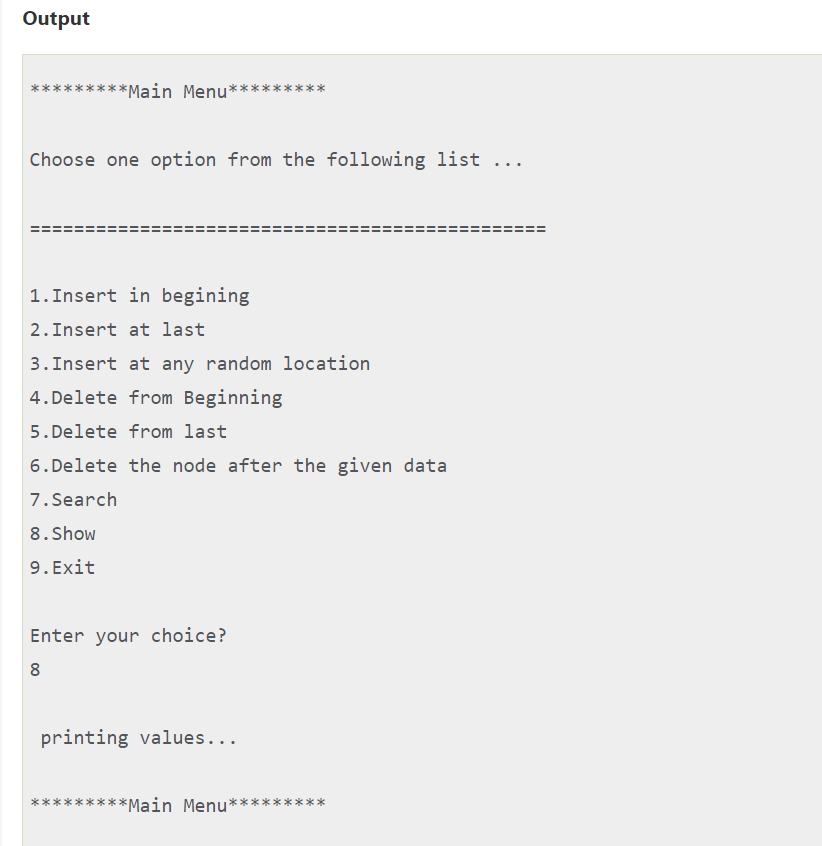 Output
*********Main Menu*********
Choose one option from the following list ...
===============================================
1.Insert in begining
2.Insert at last
3.Insert at any random location
4.Delete from Beginning
5.Delete from last
6.Delete the node after the given data
7.Search
8.Show
9.Exit
Enter your choice?
8
printing values...
*********Main Menu*********